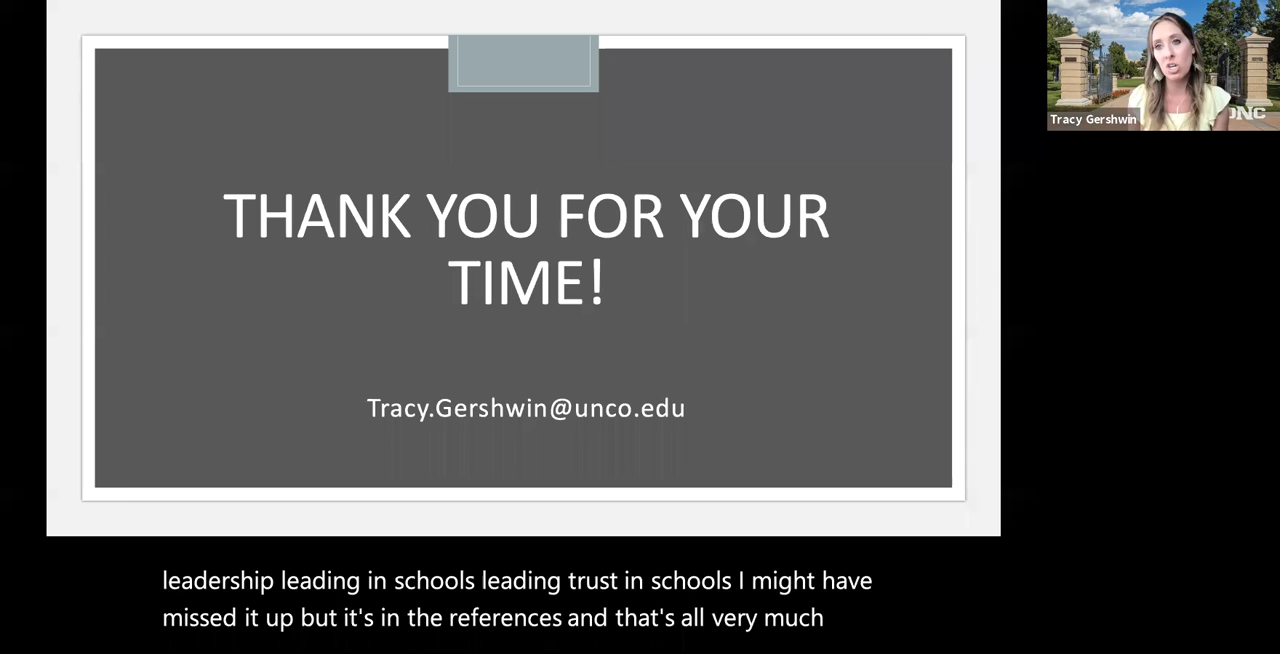 THANK YOU FOR YOUR
TIME!
Tracy.Gershwin@unco.edu
Tracy Gershwin
UNC
leadership leading in schools leading trust in schools I might have
missed it up but it's in the references and that's all very much